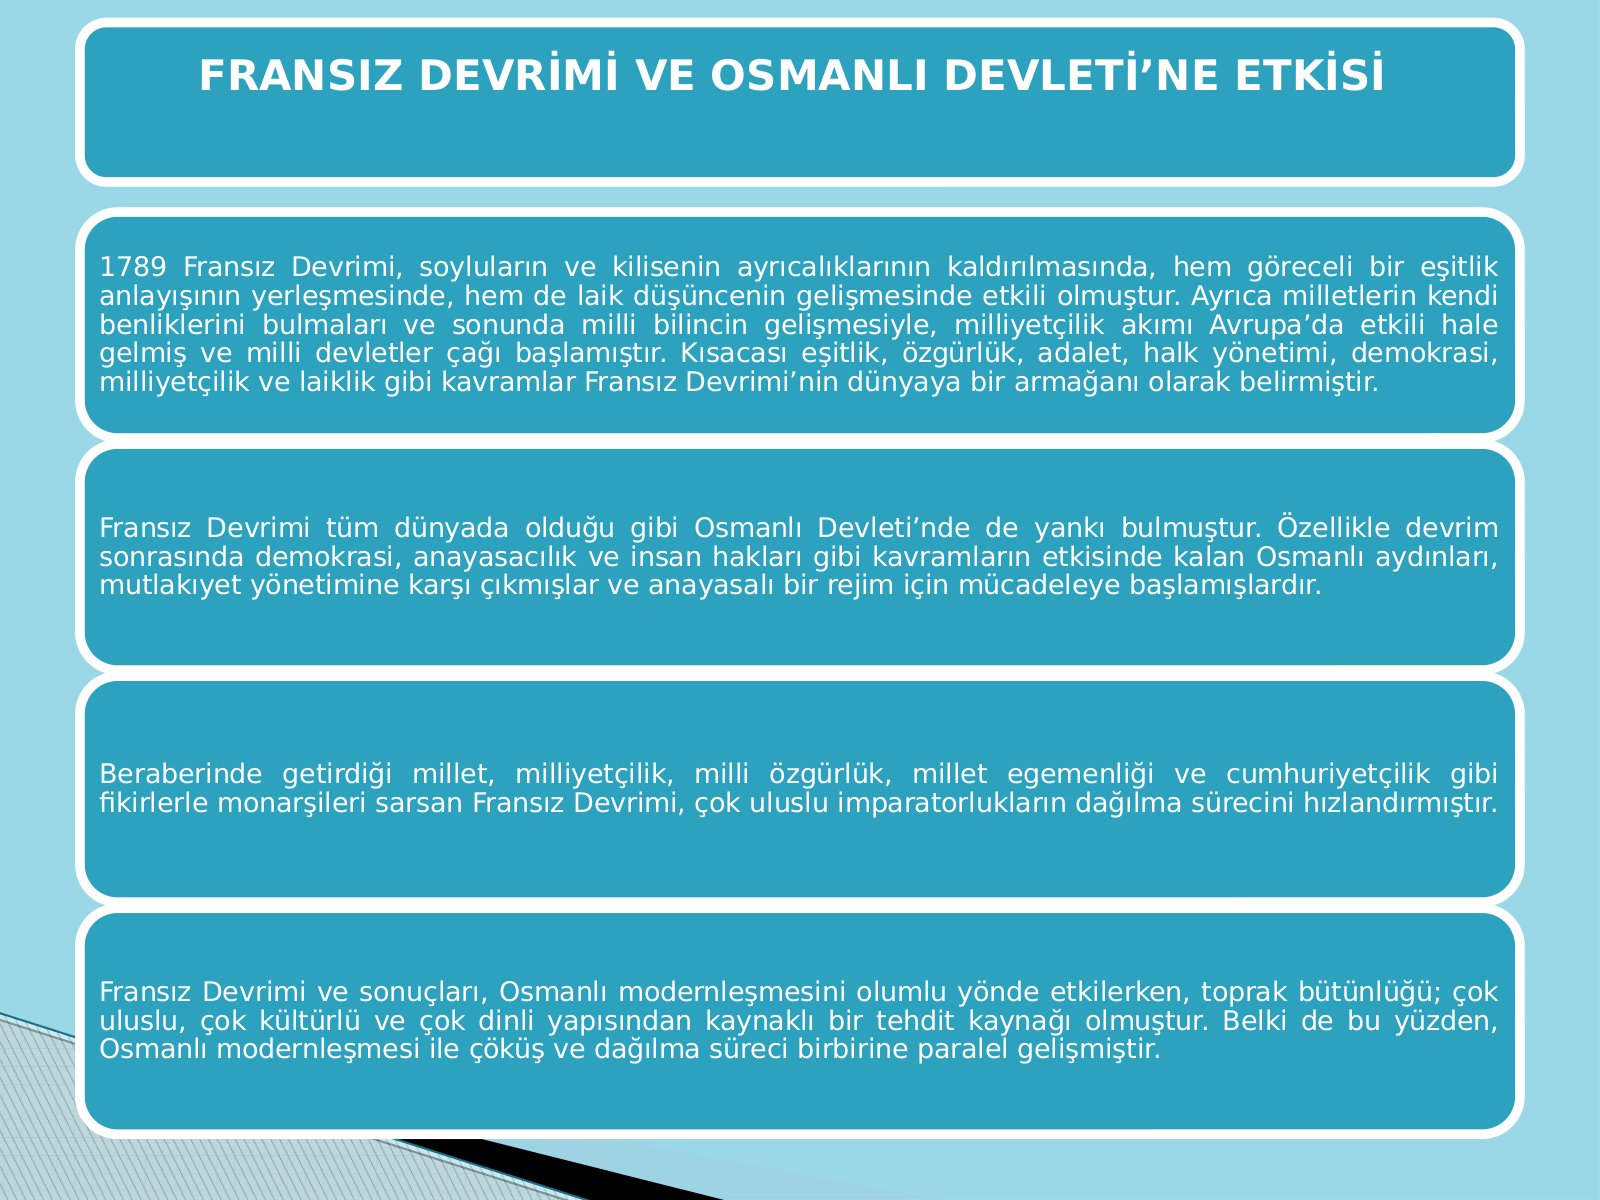 FRANSIZ DEVRİMİ VE OSMANLI DEVLETİ’NE ETKİSİ
1789 Fransız Devrimi, soyluların ve kilisenin ayrıcalıklarının kaldırılmasında, hem göreceli bir eşitlik
anlayışının yerleşmesinde, hem de laik düşüncenin gelişmesinde etkili olmuştur. Ayrıca milletlerin kendi
benliklerini bulmaları ve sonunda milli bilincin gelişmesiyle, milliyetçilik akımı Avrupa’da etkili hale
gelmiş ve milli devletler çağı başlamıştır. Kısacası eşitlik, özgürlük, adalet, halk yönetimi, demokrasi,
milliyetçilik ve laiklik gibi kavramlar Fransız Devrimi’nin dünyaya bir armağanı olarak belirmiştir.
Fransız Devrimi tüm dünyada olduğu gibi Osmanlı Devleti’nde de yankı bulmuştur. Özellikle devrim
sonrasında demokrasi, anayasacılık ve insan hakları gibi kavramların etkisinde kalan Osmanlı aydınları,
mutlakıyet yönetimine karşı çıkmışlar ve anayasalı bir rejim için mücadeleye başlamışlardır.
Beraberinde getirdiği millet, milliyetçilik, milli özgürlük, millet egemenliği ve cumhuriyetçilik gibi
fikirlerle monarşileri sarsan Fransız Devrimi, çok uluslu imparatorlukların dağılma sürecini hızlandırmıştır.
Fransız Devrimi ve sonuçları, Osmanlı modernleşmesini olumlu yönde etkilerken, toprak bütünlüğü; çok
uluslu, çok kültürlü ve çok dinli yapısından kaynaklı bir tehdit kaynağı olmuştur. Belki de bu yüzden,
Osmanlı modernleşmesi ile çöküş ve dağılma süreci birbirine paralel gelişmiştir.